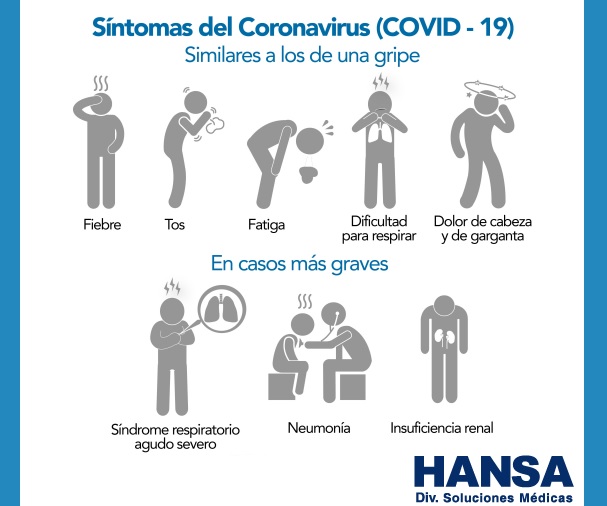 Síntomas del Coronavirus (COVID - 19)
Similares a los de una gripe
Fiebre
Tos
Fatiga
Dificultad
para respirar
Dolor de cabeza
y de garganta
En casos más graves
Síndrome respiratorio
agudo severo
Neumonía
Insuficiencia renal
HANSA
Div. Soluciones Médicas